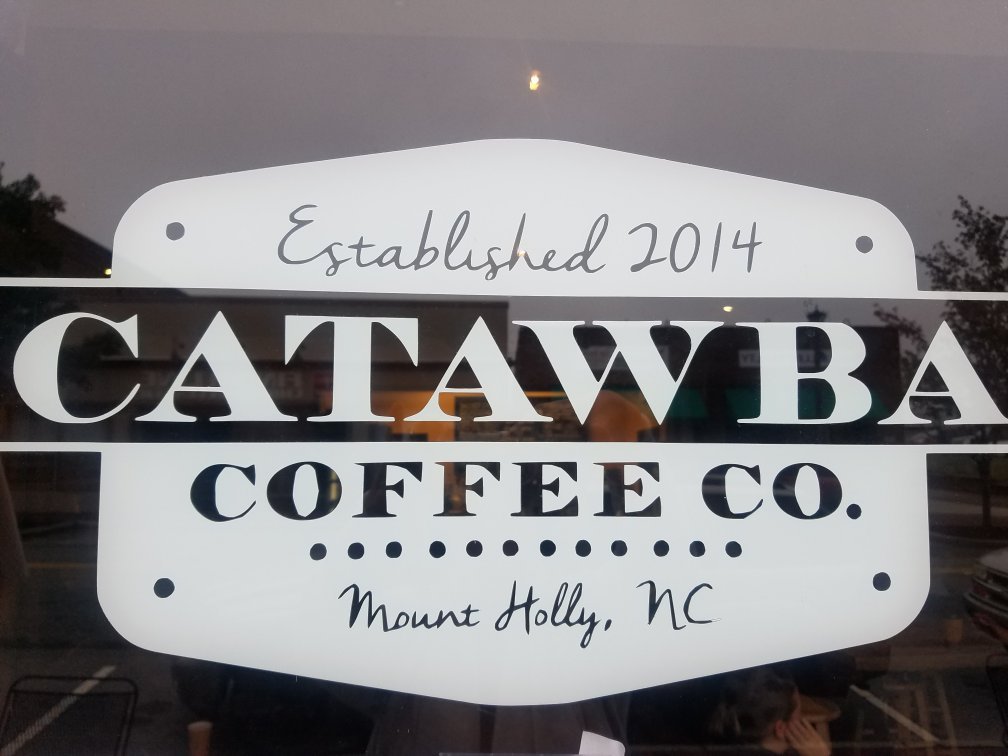 Established 2014
CATAWBA
COFFEE CO.
Mount Holly, NC